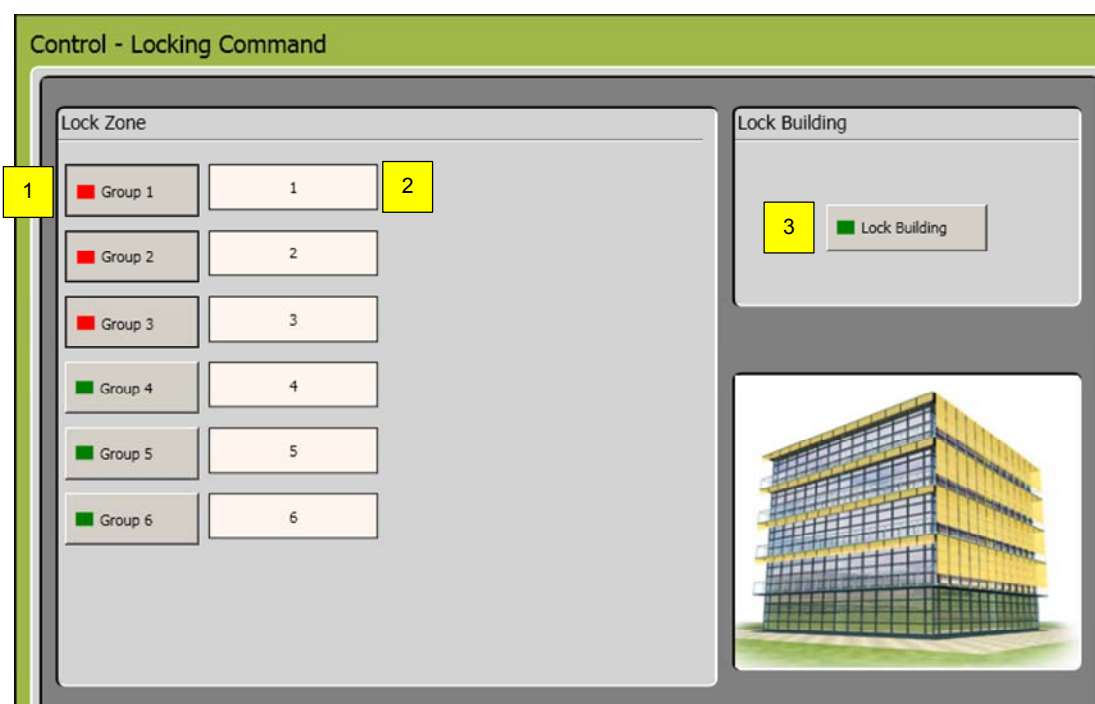 Control - Locking Command
Lock Zone
1 Group 1 1 2
Group 2 2
Group 3 3
Group 4 4
Group 5 5
Group 6 6
Lock Building
3 Lock Building